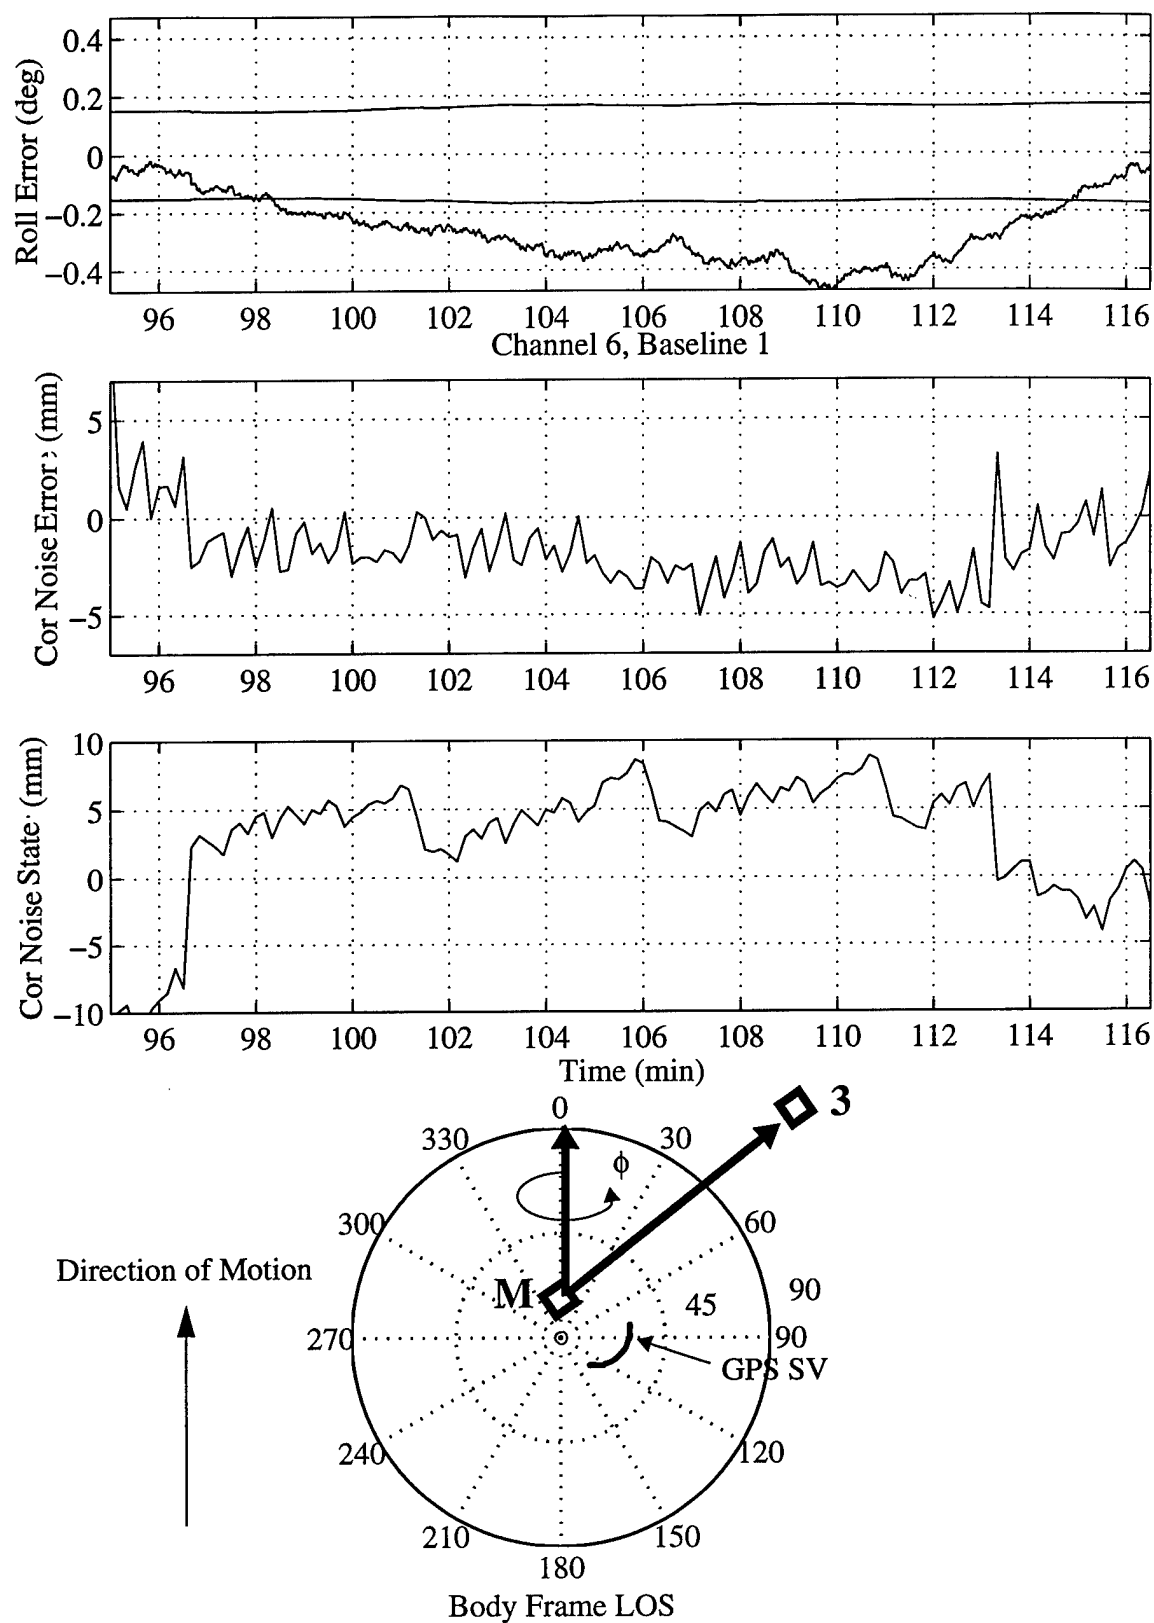 0.4
0.2
0
−0.2
−0.4
Roll Error (deg)
96 98 100 102 104 106 108 110 112 114 116
Channel 6, Baseline 1
5
0
−5
Cor Noise Error (mm)
96 98 100 102 104 106 108 110 112 114 116
10
5
0
−5
−10
Cor Noise State (mm)
96 98 100 102 104 106 108 110 112 114 116
Time (min)
0
3
330
30
ϕ
300
60
Direction of Motion
M
45
90
270
90
GPS SV
240
120
210
150
180
Body Frame LOS